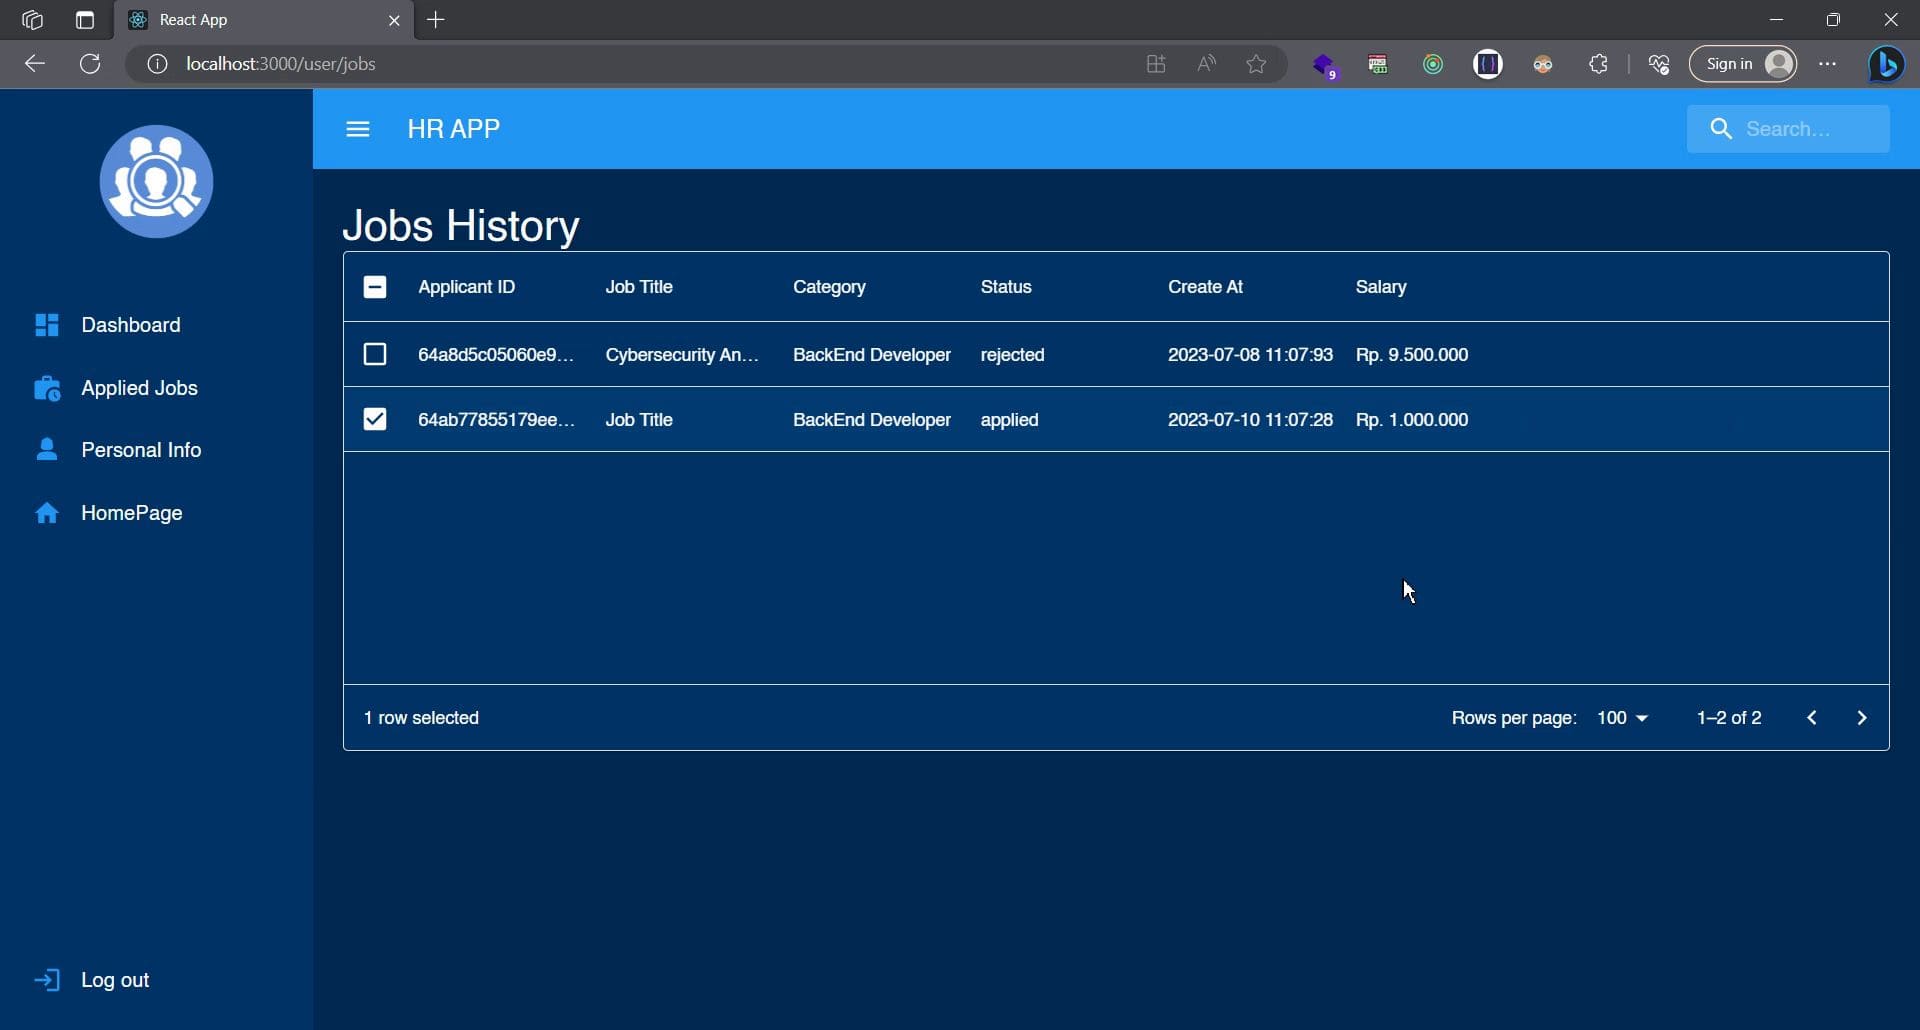 React App
localhost:3000/user/jobs
9
Sign in
HR APP
Search...
Dashboard
Applied Jobs
Personal Info
HomePage
Log out
Jobs History
Applicant ID Job Title Category Status Create At Salary
64a8d5c05060e9... Cybersecurity An... BackEnd Developer rejected 2023-07-08 11:07:93 Rp. 9.500.000
64ab77855179ee... Job Title BackEnd Developer applied 2023-07-10 11:07:28 Rp. 1.000.000
1 row selected Rows per page: 100 1–2 of 2